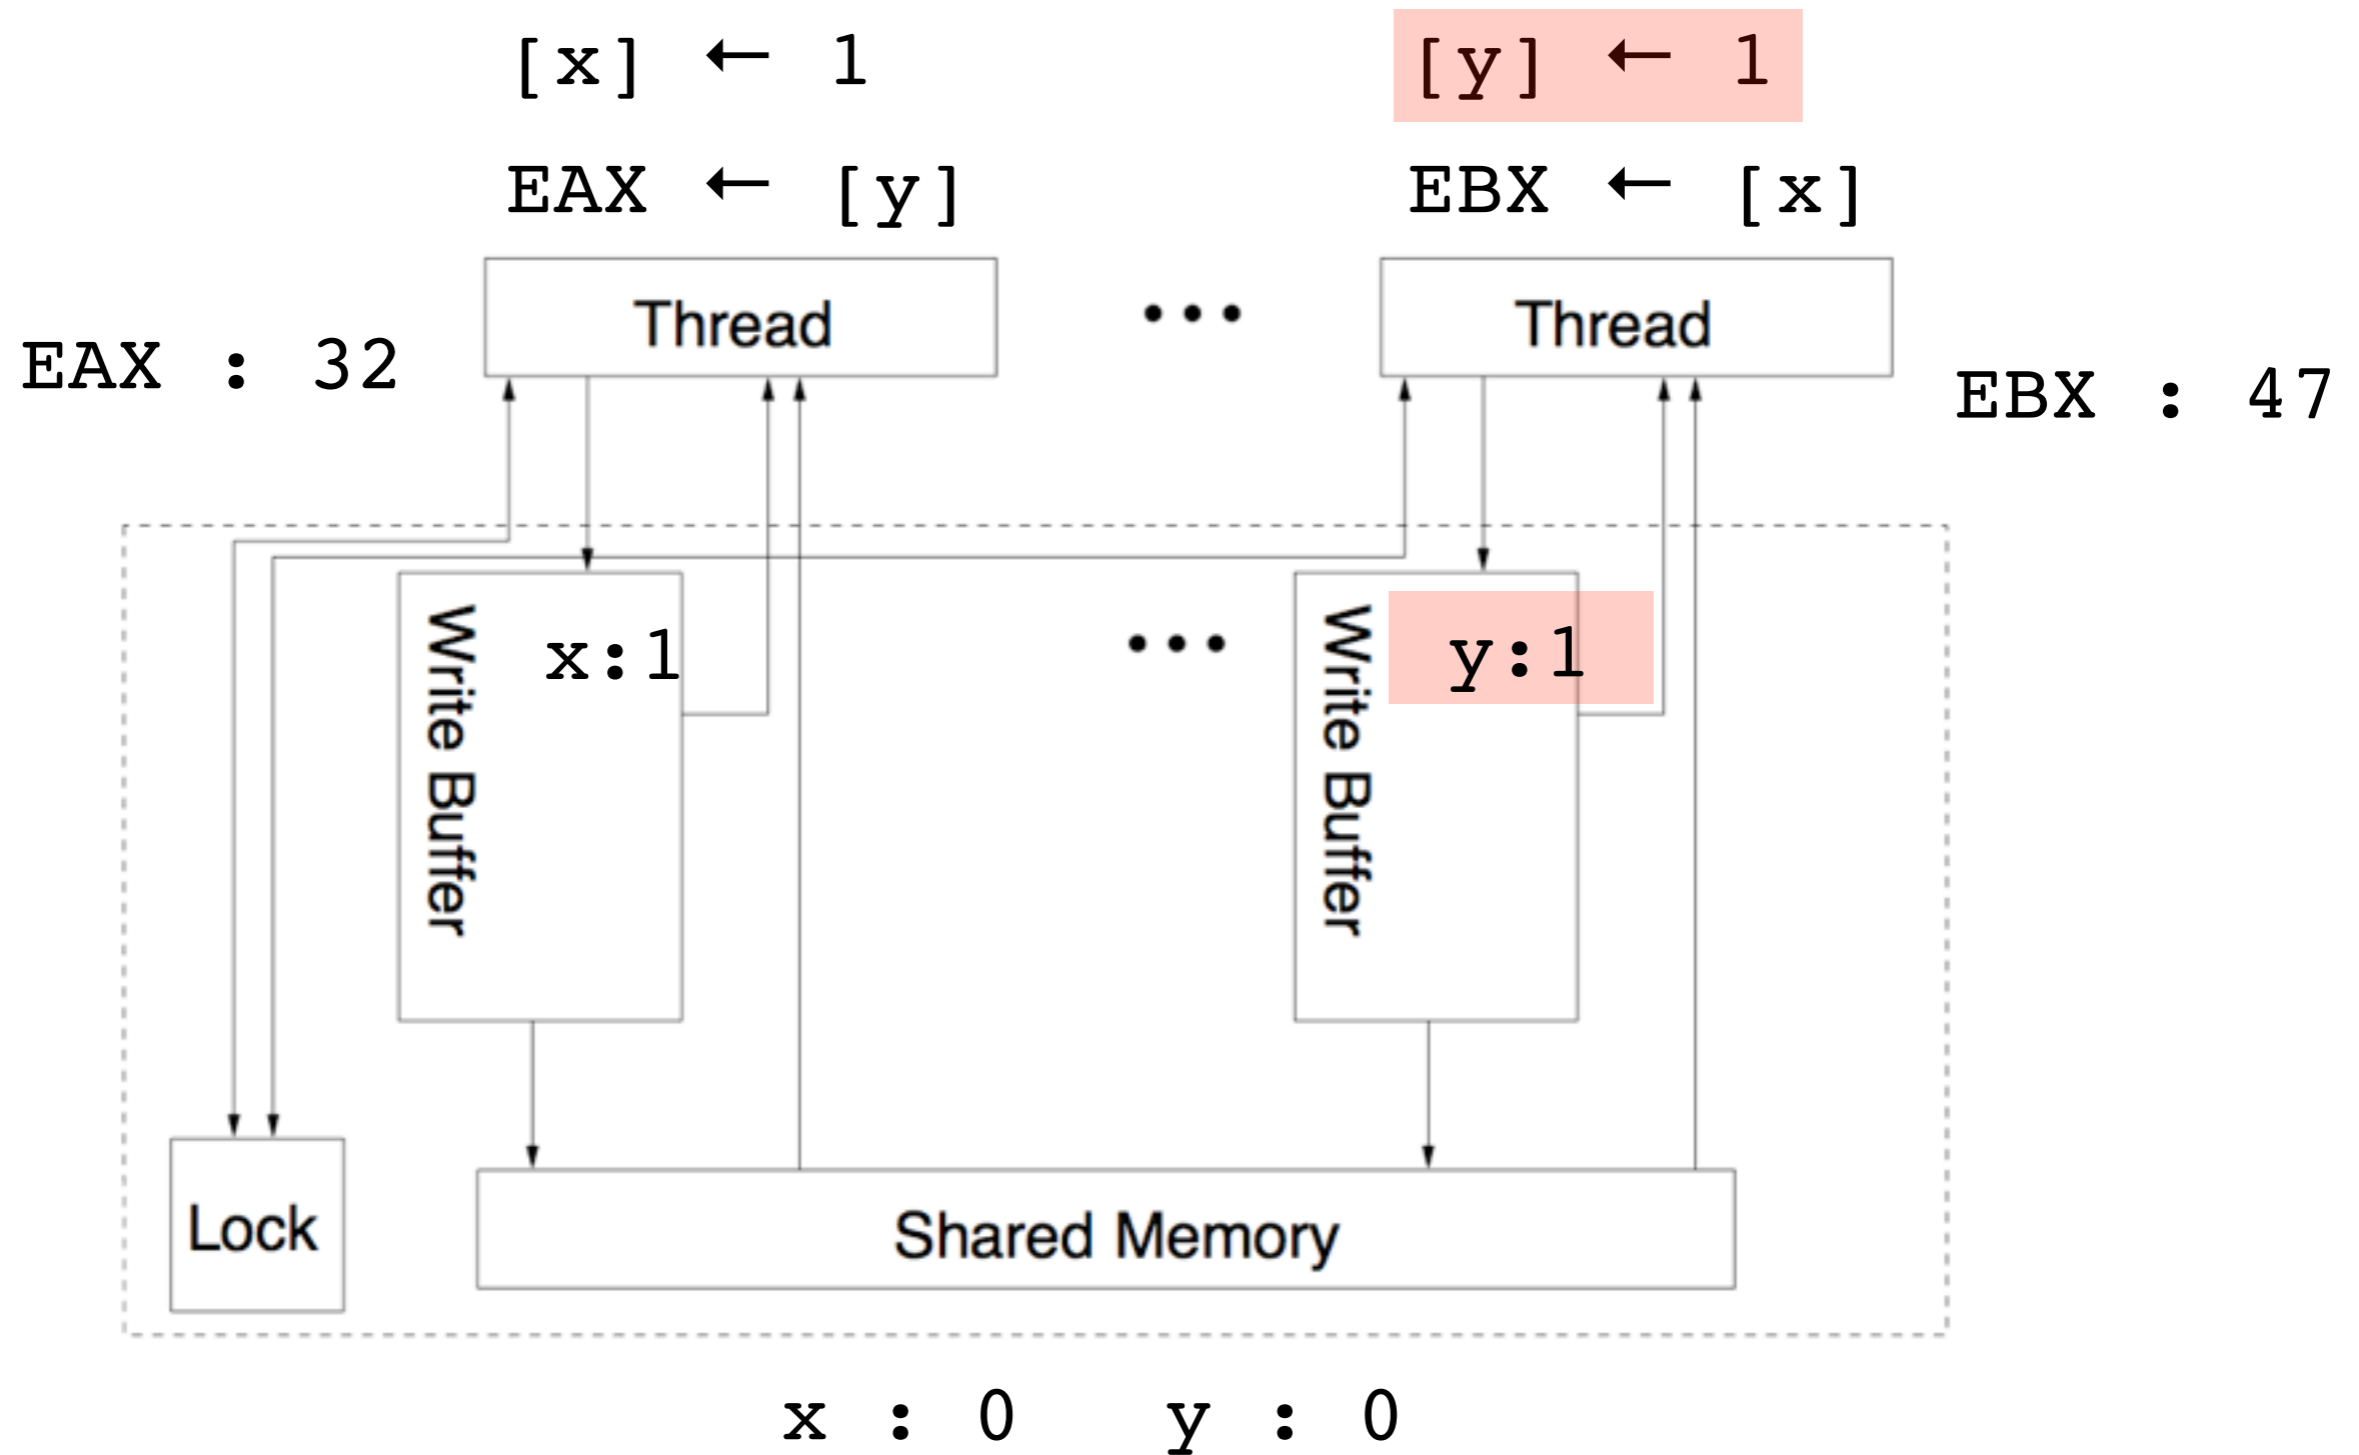 [x] ← 1
[y] ← 1
EAX ← [y]
EBX ← [x]
Thread
...
Thread
EAX : 32
EBX : 47
Write Buffer
x:1
...
Write Buffer
y:1
Lock
Shared Memory
x : 0 y : 0